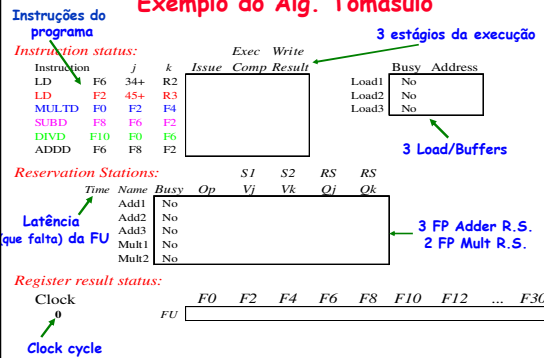 Exemplo do Alg. Tomasulo
Instruções do
programa
3 estágios da execução
Instruction status:
Exec Write
Instruction j k Issue Comp Result
Busy Address
LD F6 34+ R2
Load1 No
LD F2 45+ R3
Load2 No
MULTD F0 F2 F4
Load3 No
SUBD F8 F6 F2
DIVD F10 F0 F6
ADDD F6 F8 F2
3 Load/Buffers
Reservation Stations:
S1 S2 RS RS
Time Name Busy Op Vj Vk Qj Qk
Add1 No
Add2 No
Add3 No
Mult1 No
Mult2 No
Latência
(que falta) da FU
3 FP Adder R.S.
2 FP Mult R.S.
Register result status:
Clock F0 F2 F4 F6 F8 F10 F12 ... F30
0 FU
Clock cycle